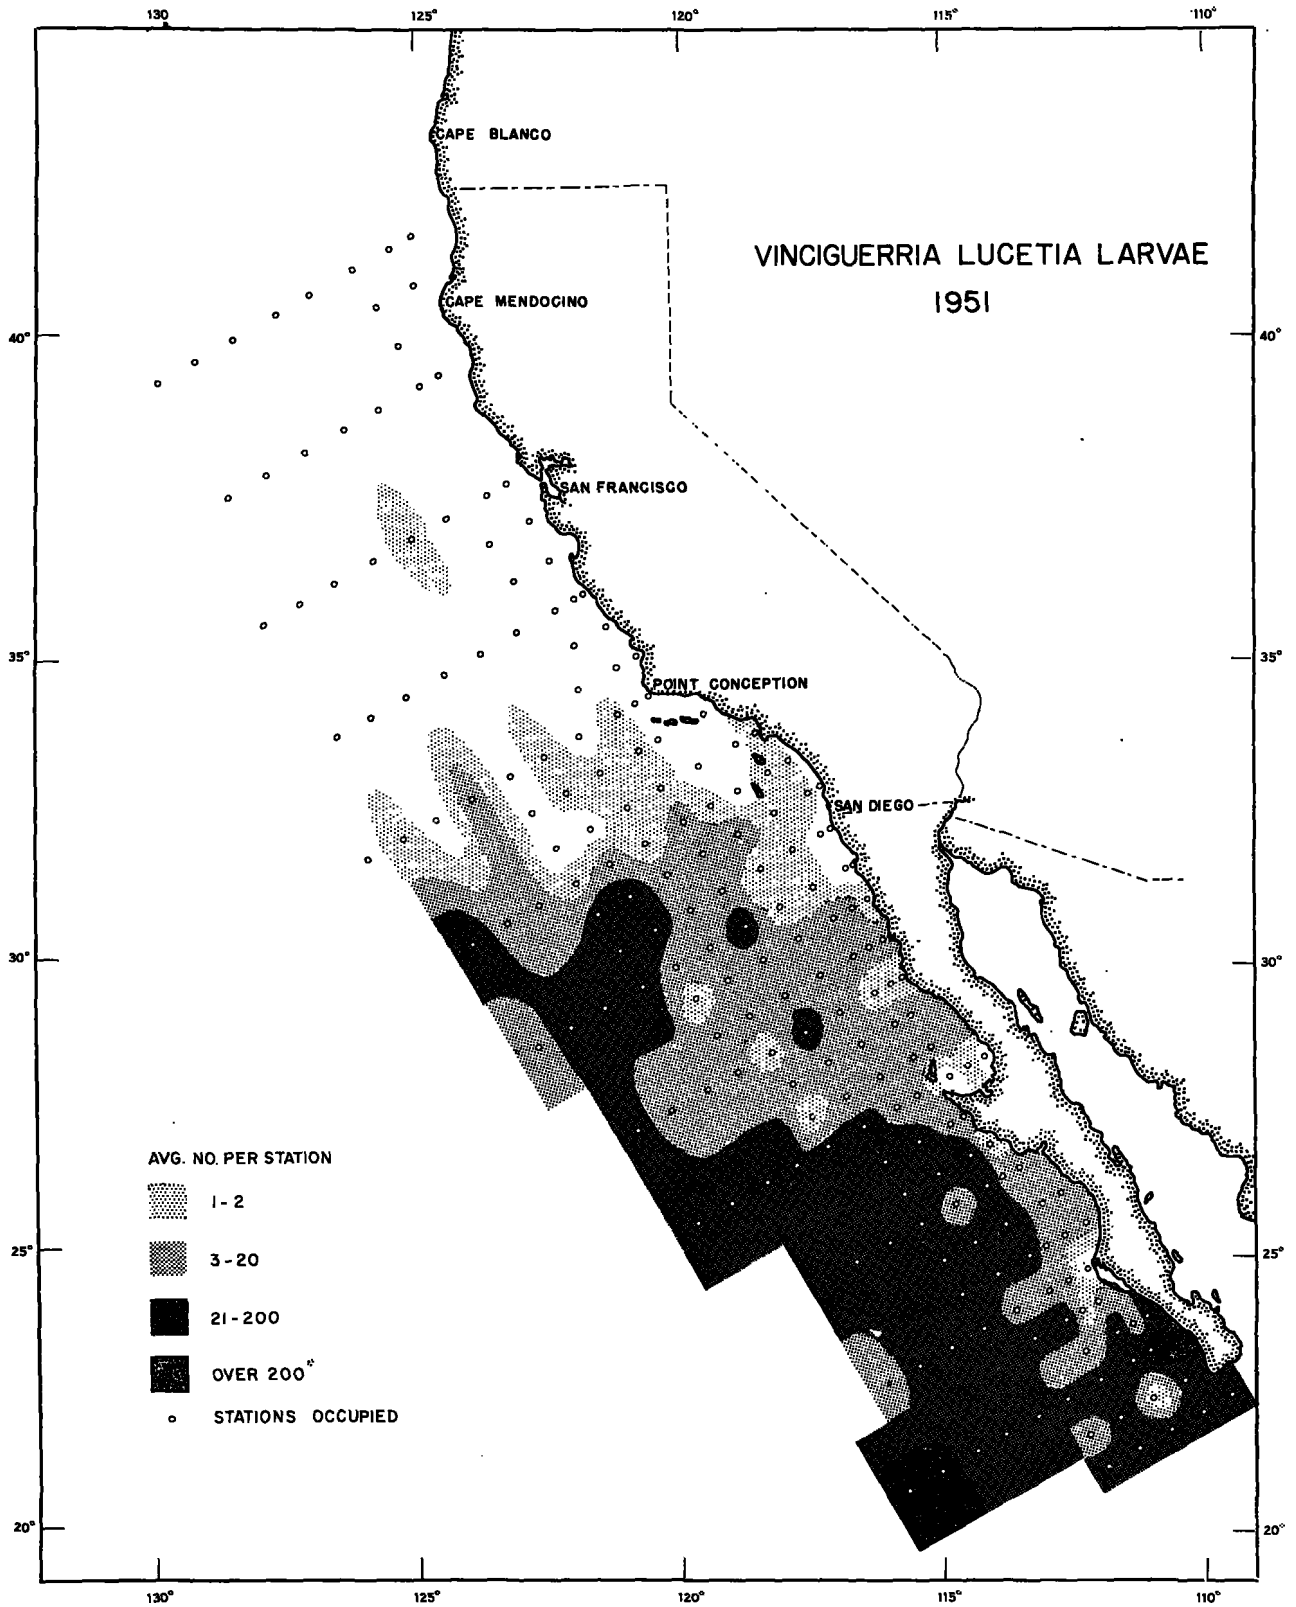 130 125° 120° 115° 110°
CAPE BLANCO
VINCIGUERRIA LUCETIA LARVAE
1951
CAPE MENDOCINO
40° 40°
SAN FRANCISCO
35° 35°
POINT CONCEPTION
SAN DIEGO
30° 30°
AVG. NO. PER STATION
1-2
25° 25°
3-20
21-200
OVER 200
STATIONS OCCUPIED
20° 20°
130° 125° 120° 115° 110°